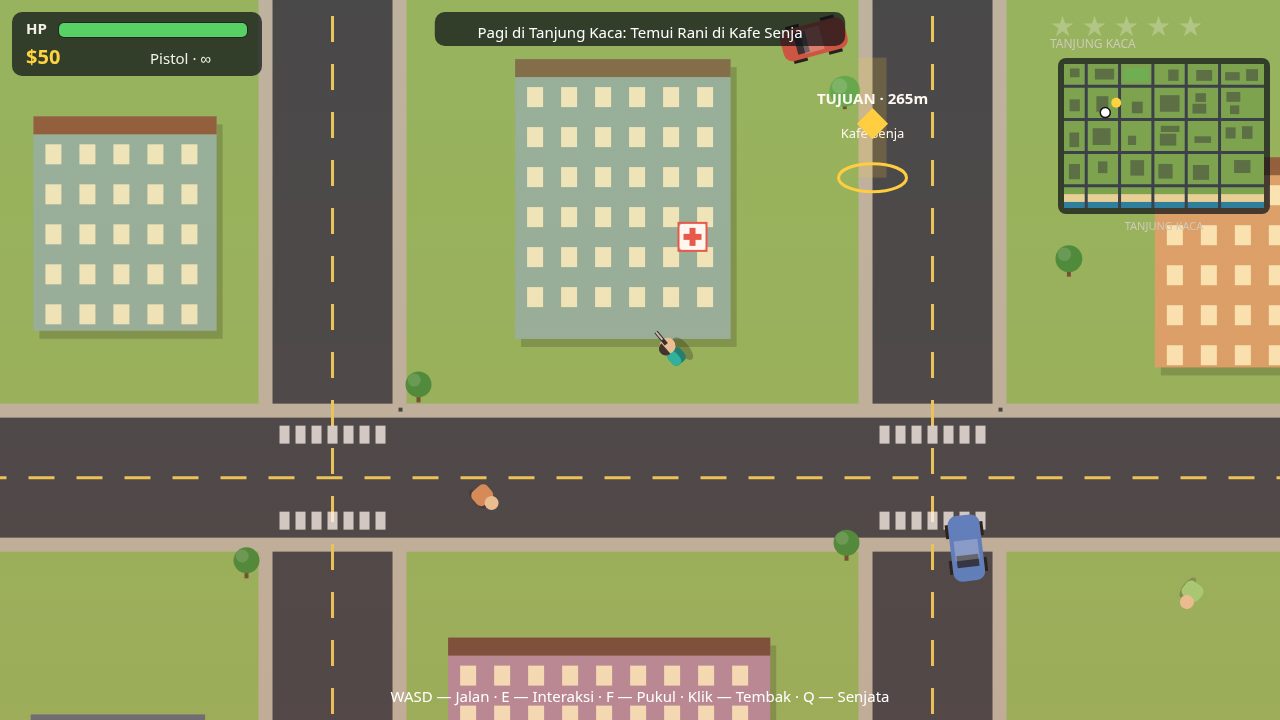 HP
$50
Pistol · ∞
Pagi di Tanjung Kaca: Temui Rani di Kafe Senja
TANJUNG KACA
TUJUAN · 265m
Kafe Senja
TANJUNG KACA
WASD — Jalan · E — Interaksi · F — Pukul · Klik — Tembak · Q — Senjata